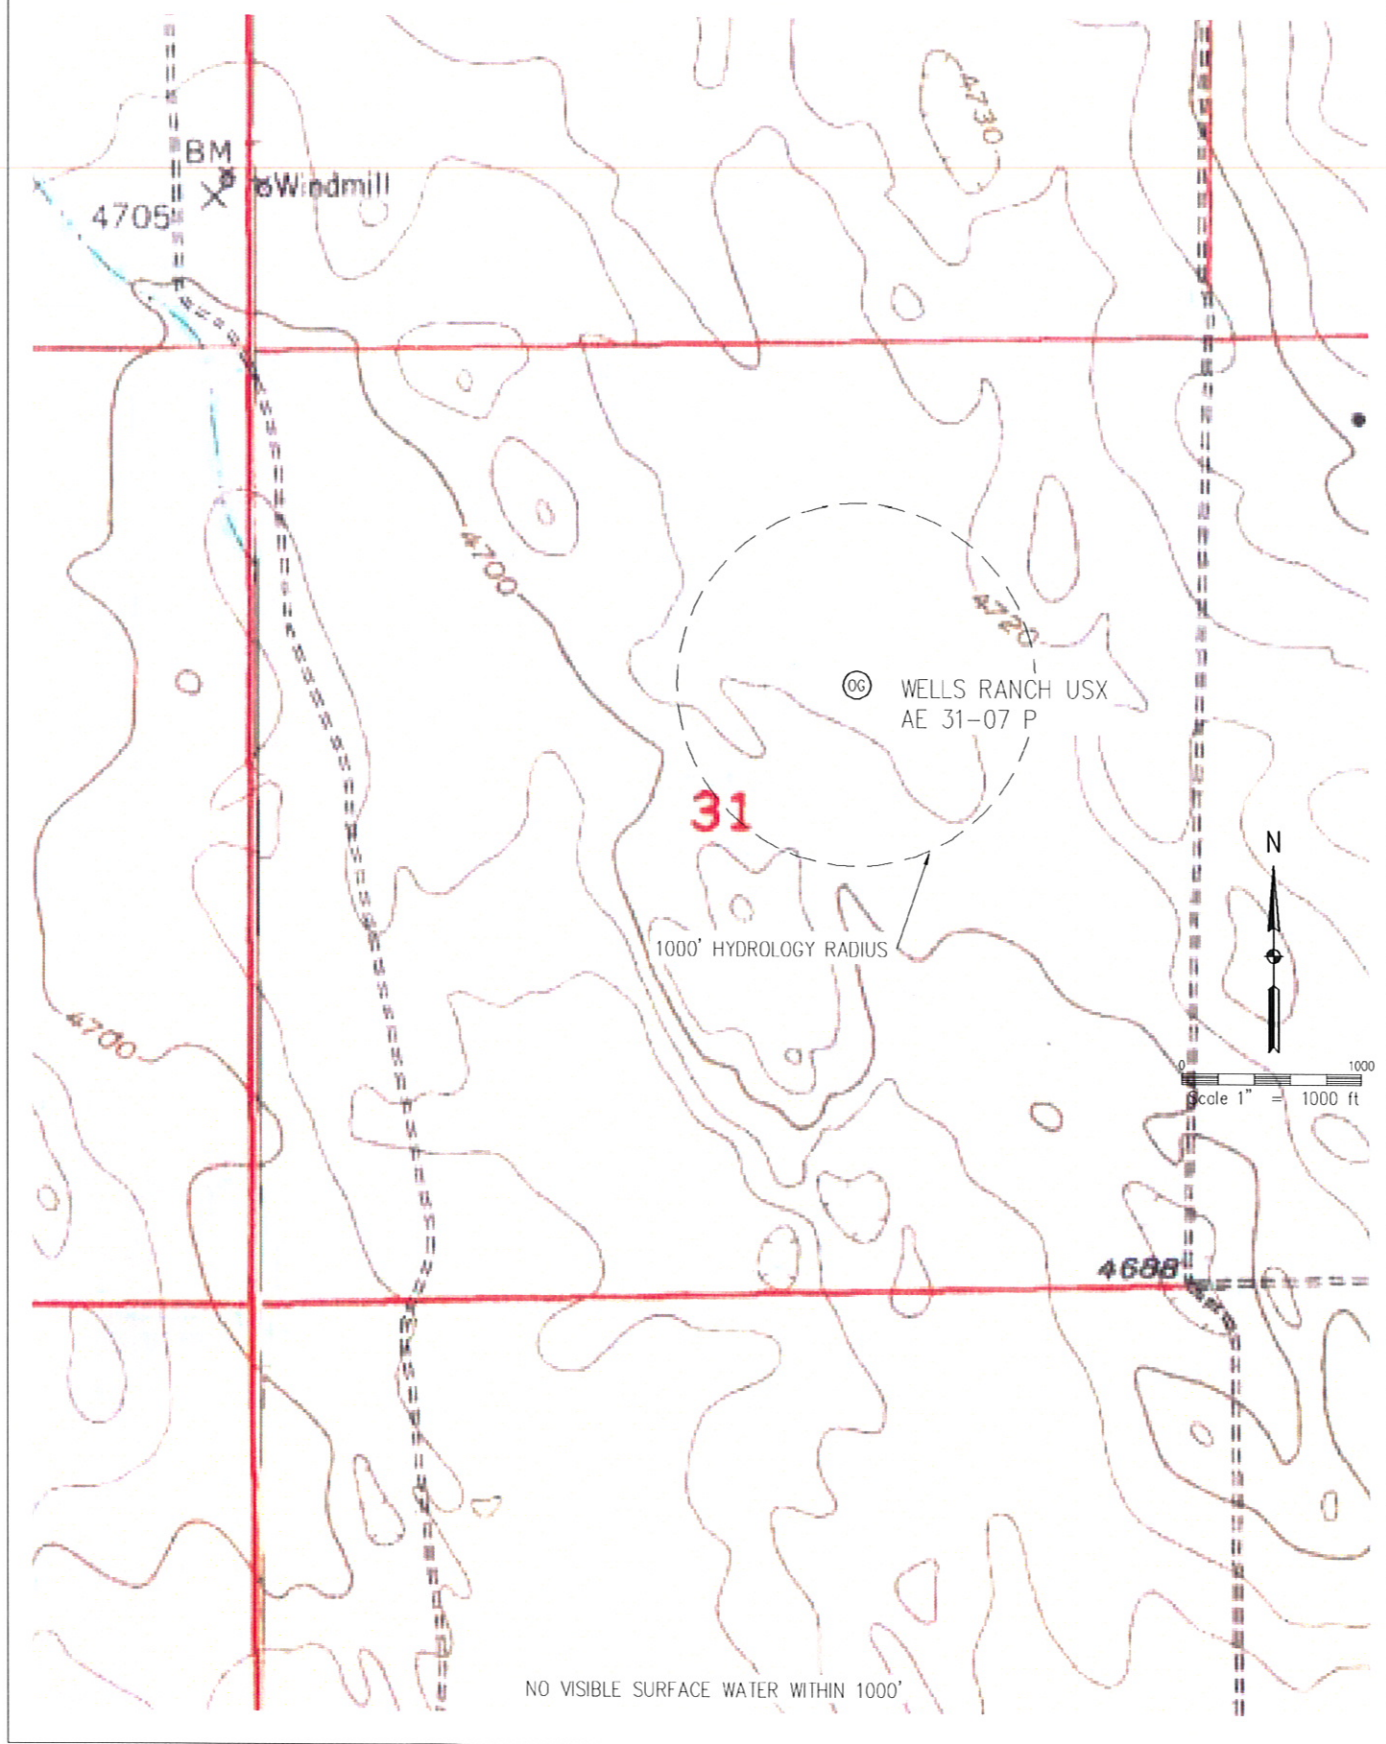 4730
BM
Windmill
4705
4700
4720
OG
WELLS RANCH USX
AE 31-07 P
31
N
1000' HYDROLOGY RADIUS
4700
0 1000
Scale 1" = 1000 ft
4688
NO VISIBLE SURFACE WATER WITHIN 1000'